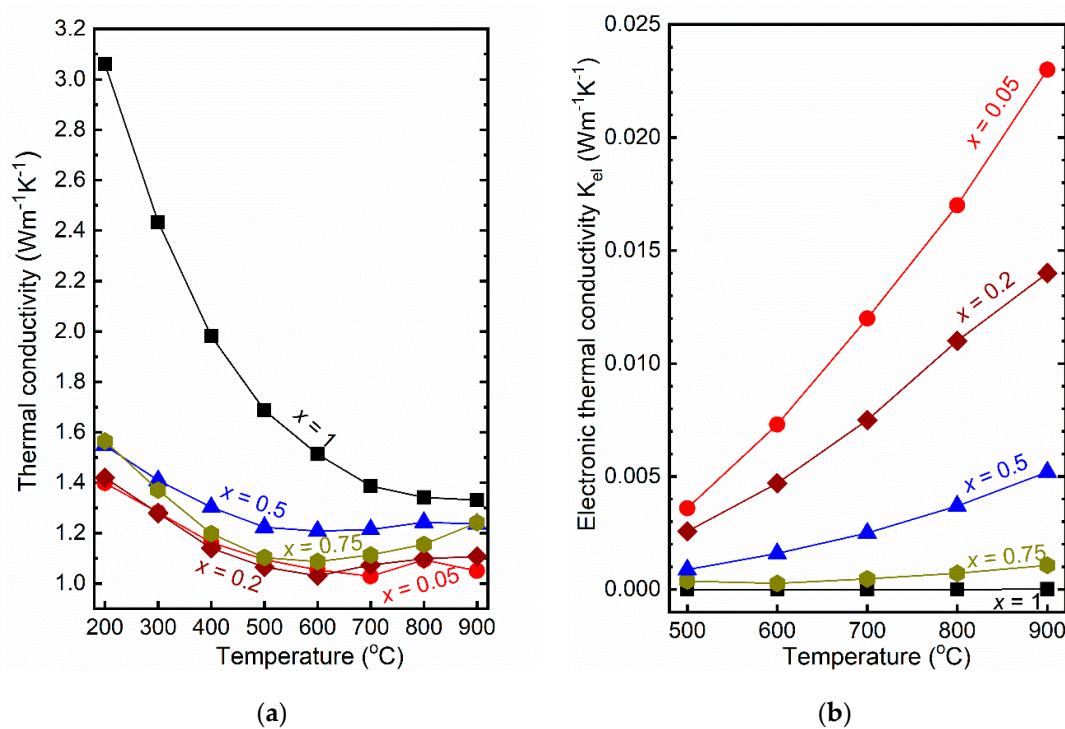 3.2
3.0
2.8
2.6
2.4
2.2
2.0
1.8
1.6
1.4
1.2
1.0
Thermal conductivity (Wm⁻¹K⁻¹)
x = 1
x = 0.5
x = 0.75
x = 0.2
x = 0.05
200 300 400 500 600 700 800 900
Temperature (°C)
(a)
0.025
0.020
0.015
0.010
0.005
0.000
Electronic thermal conductivity Kₑₗ (Wm⁻¹K⁻¹)
x = 0.05
x = 0.2
x = 0.5
x = 0.75
x = 1
500 600 700 800 900
Temperature (°C)
(b)